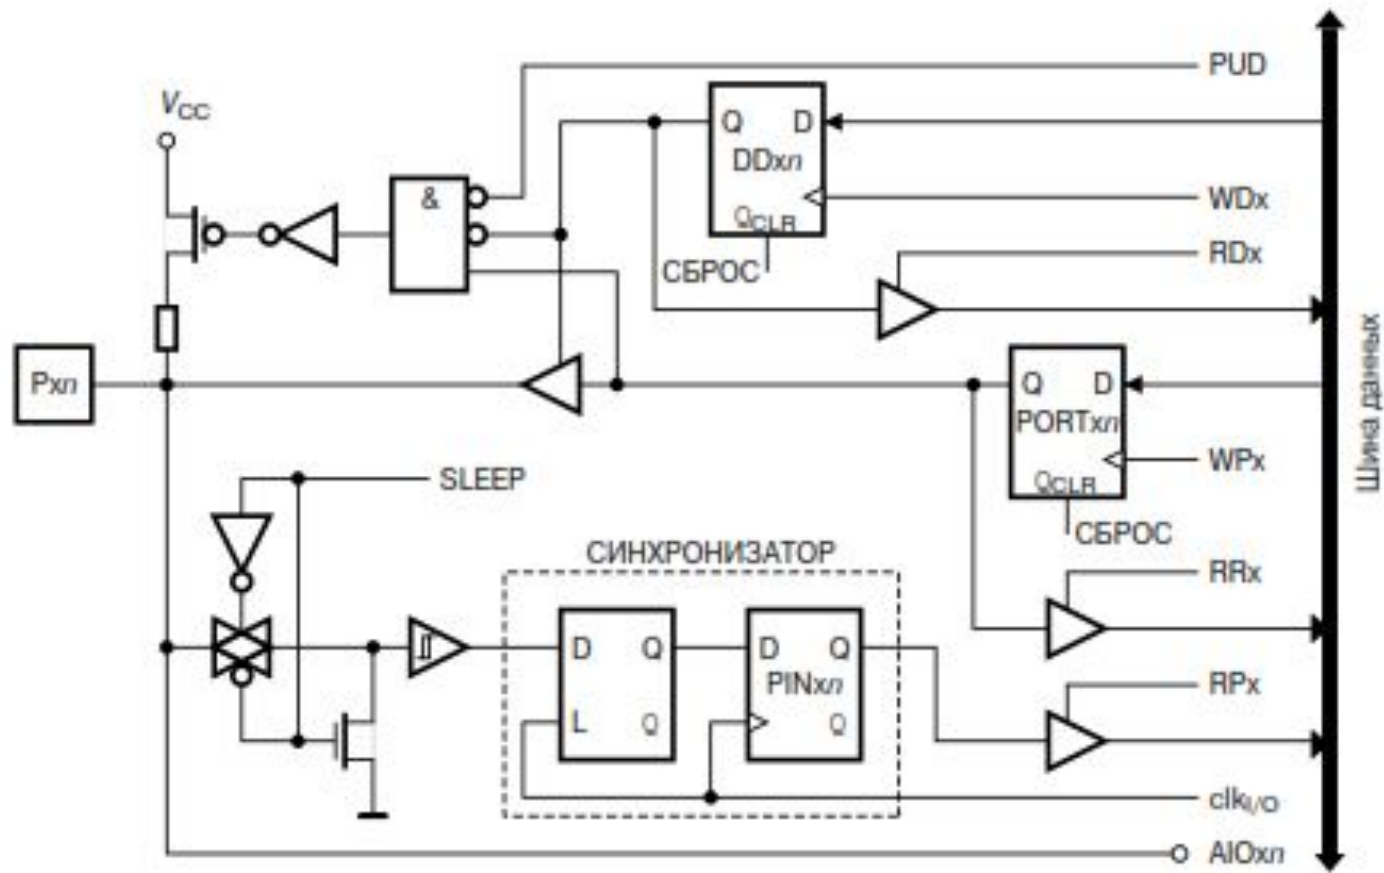 PUD
VCC
Q D
DDxn
&
WDx
QCLR
RDx
СБРОС
Pxn
Q D
PORTxn
Шина данных
WPx
SLEEP
QCLR
СБРОС
СИНХРОНИЗАТОР
RRx
D Q
D Q
PINxn
RPx
L Q
Q
clkI/O
AIOxn